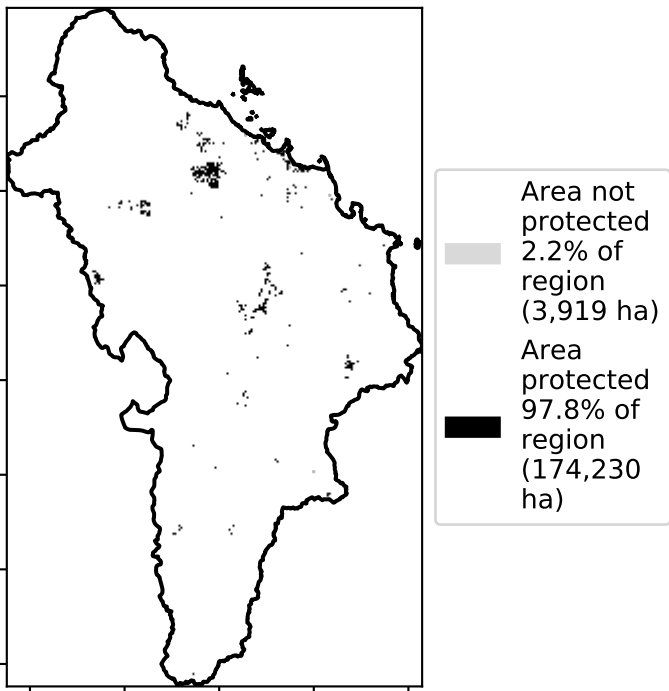 Area not
protected
2.2% of
region
(3,919 ha)
Area
protected
97.8% of
region
(174,230
ha)